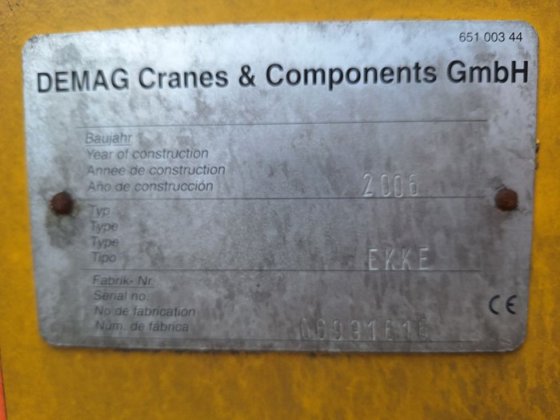 651 003 44
DEMAG Cranes & Components GmbH
Baujahr
Year of construction
Annee de construction
Año de construcción 2006
Typ
Type
Type
Tipo EKKE
Fabrik- Nr.
Serial no.
No de fabrication
Núm. de fábrica
CE